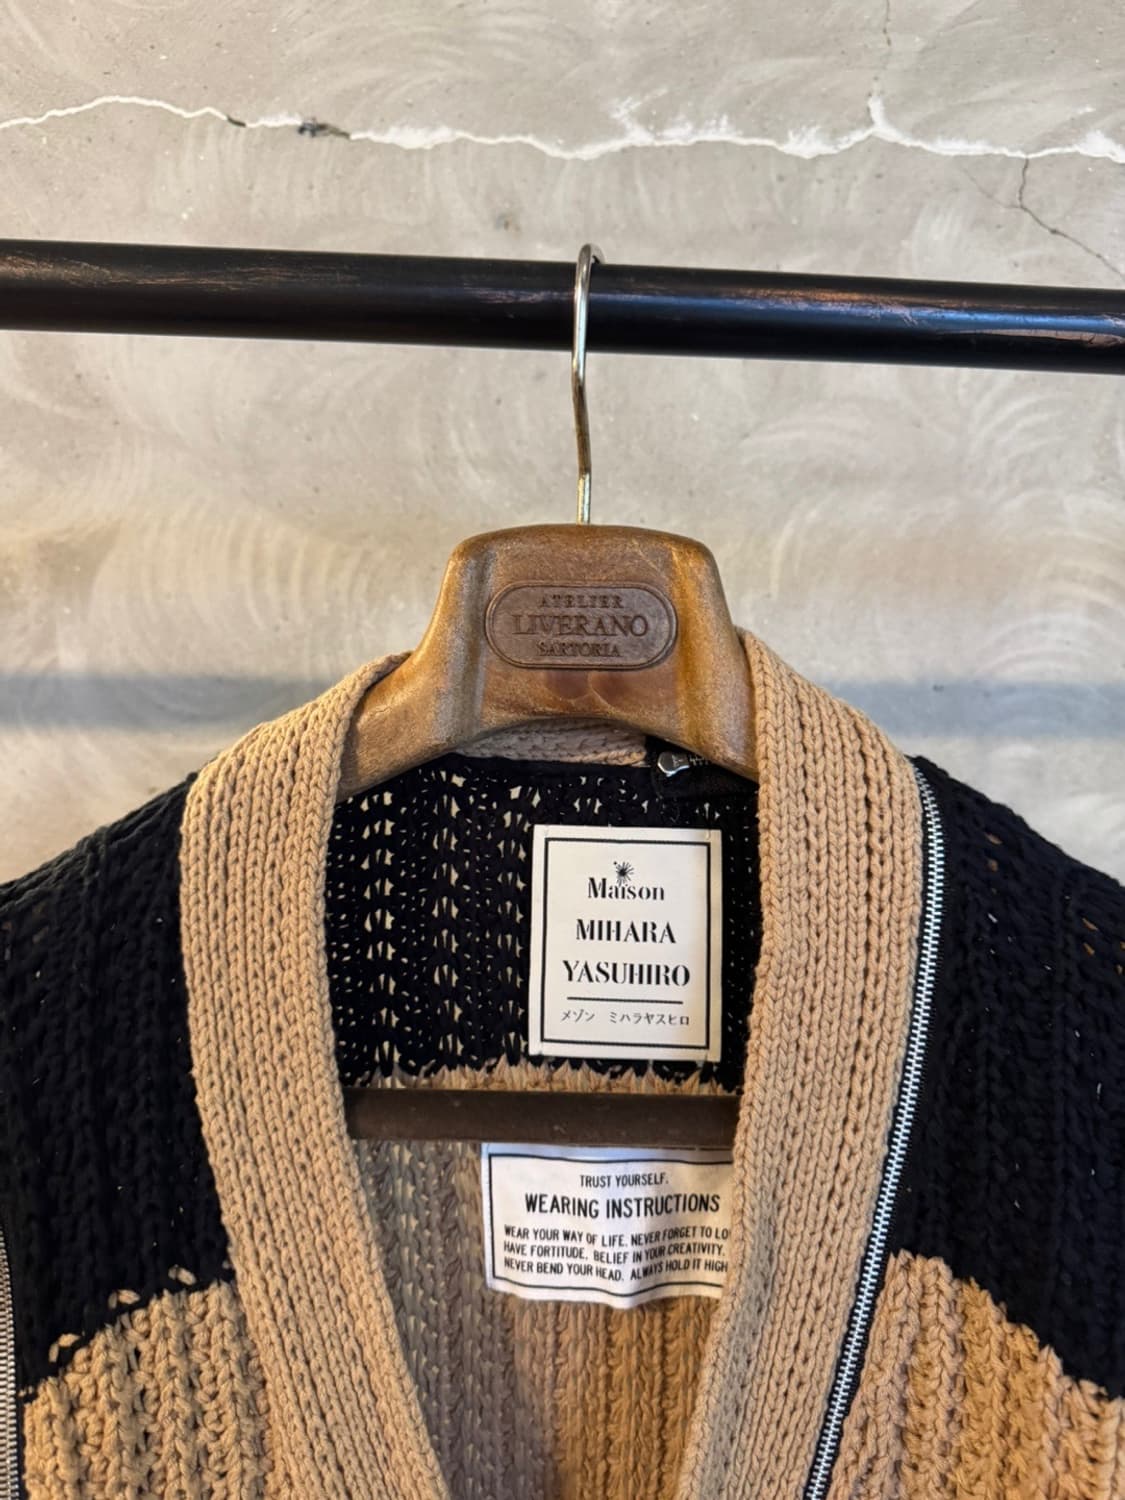 ATELIER
LIVERANO
SARTORIA
Maison
MIHARA
YASUHIRO
メゾン ミハラヤスヒロ
TRUST YOURSELF.
WEARING INSTRUCTIONS
WEAR YOUR WAY OF LIFE. NEVER FORGET TO LO
HAVE FORTITUDE. BELIEF IN YOUR CREATIVITY.
NEVER BEND YOUR HEAD. ALWAYS HOLD IT HIGH